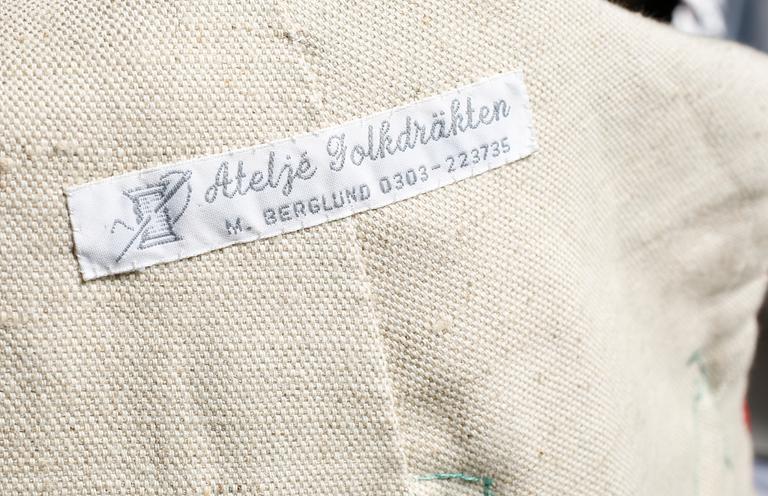 Ateljé Folkdräkten
M. BERGLUND 0303-223735